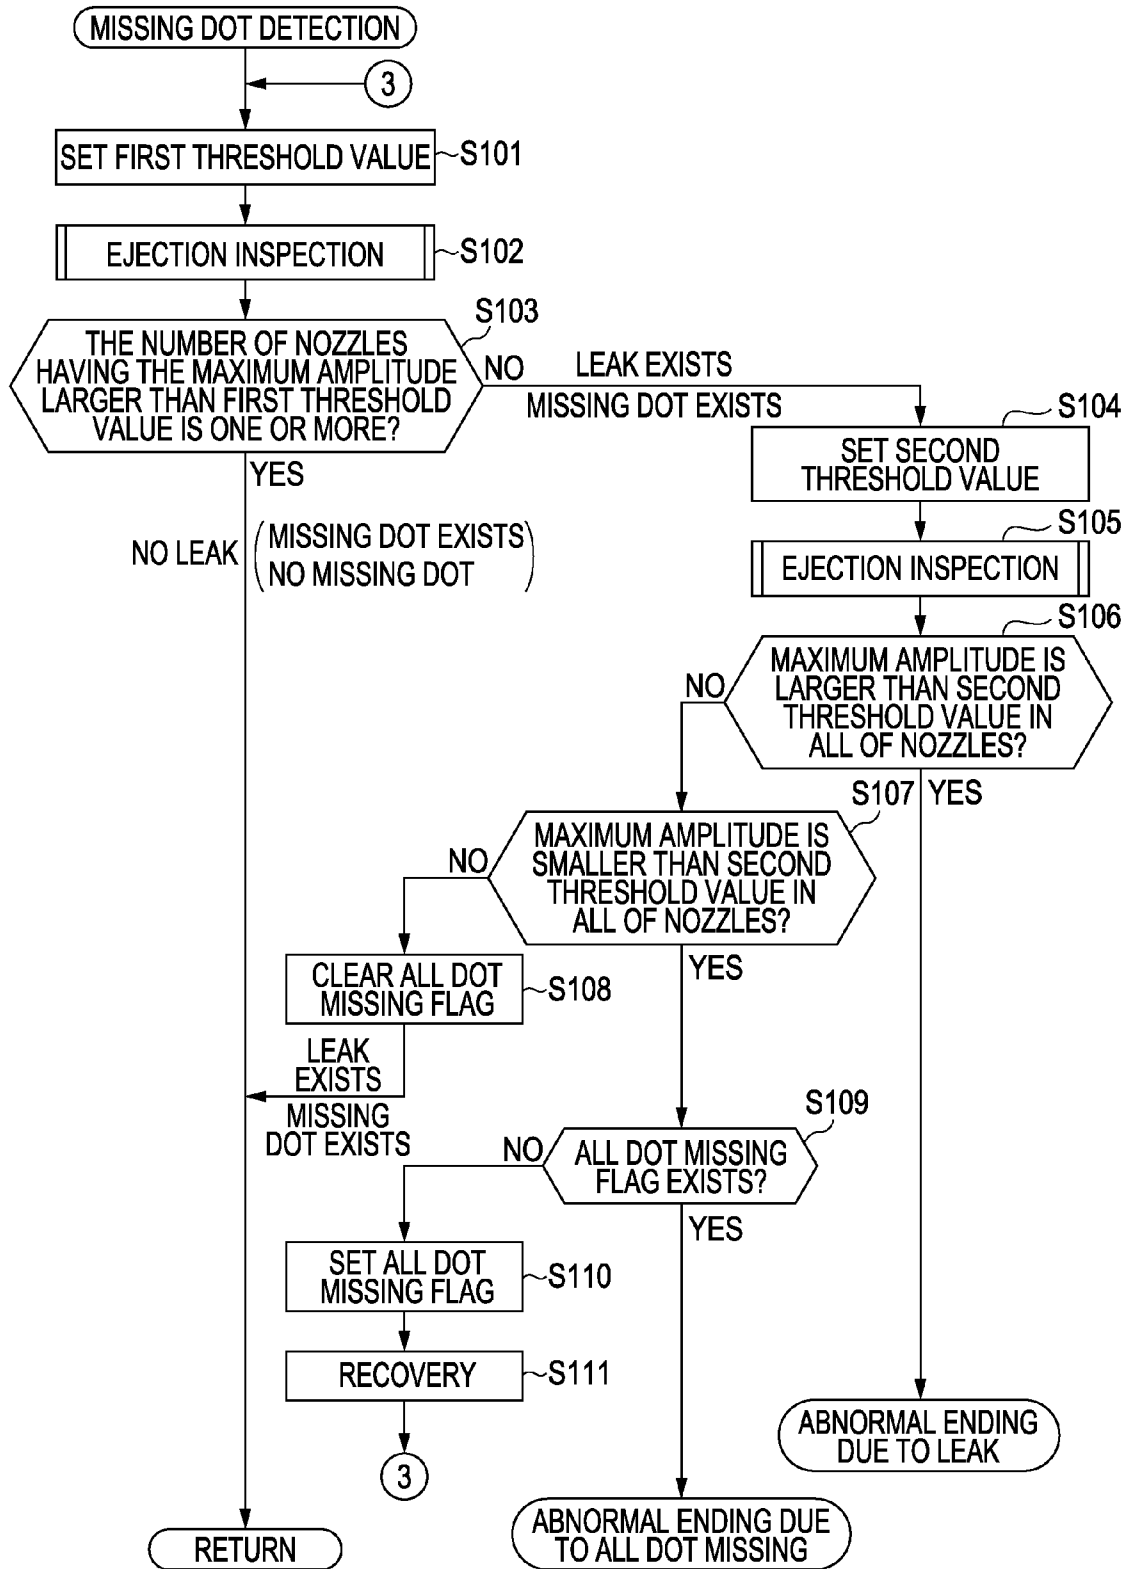 MISSING DOT DETECTION
3
SET FIRST THRESHOLD VALUE
S101
EJECTION INSPECTION
S102
S103
THE NUMBER OF NOZZLES
HAVING THE MAXIMUM AMPLITUDE
LARGER THAN FIRST THRESHOLD
VALUE IS ONE OR MORE?
NO
LEAK EXISTS
MISSING DOT EXISTS
YES
S104
SET SECOND
THRESHOLD VALUE
NO LEAK
MISSING DOT EXISTS
NO MISSING DOT
S105
EJECTION INSPECTION
S106
MAXIMUM AMPLITUDE IS
LARGER THAN SECOND
THRESHOLD VALUE IN
ALL OF NOZZLES?
NO
YES
S107
MAXIMUM AMPLITUDE IS
SMALLER THAN SECOND
THRESHOLD VALUE IN
ALL OF NOZZLES?
NO
YES
CLEAR ALL DOT
MISSING FLAG
S108
LEAK
EXISTS
MISSING
DOT EXISTS
S109
ALL DOT MISSING
FLAG EXISTS?
NO
YES
SET ALL DOT
MISSING FLAG
S110
RECOVERY
S111
3
ABNORMAL ENDING
DUE TO LEAK
ABNORMAL ENDING DUE
TO ALL DOT MISSING
RETURN